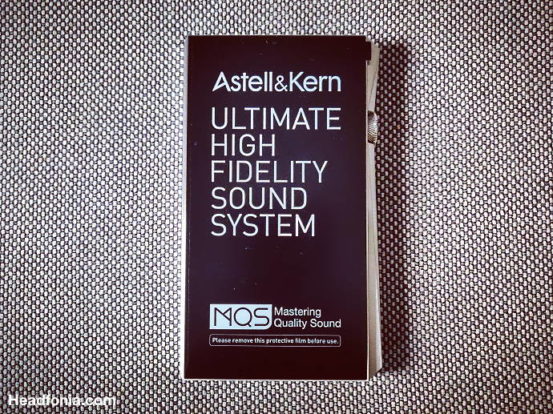 Astell&Kern
ULTIMATE
HIGH
FIDELITY
SOUND
SYSTEM
MQS Mastering
Quality Sound
Please remove this protective film before use.
Headfonia.com